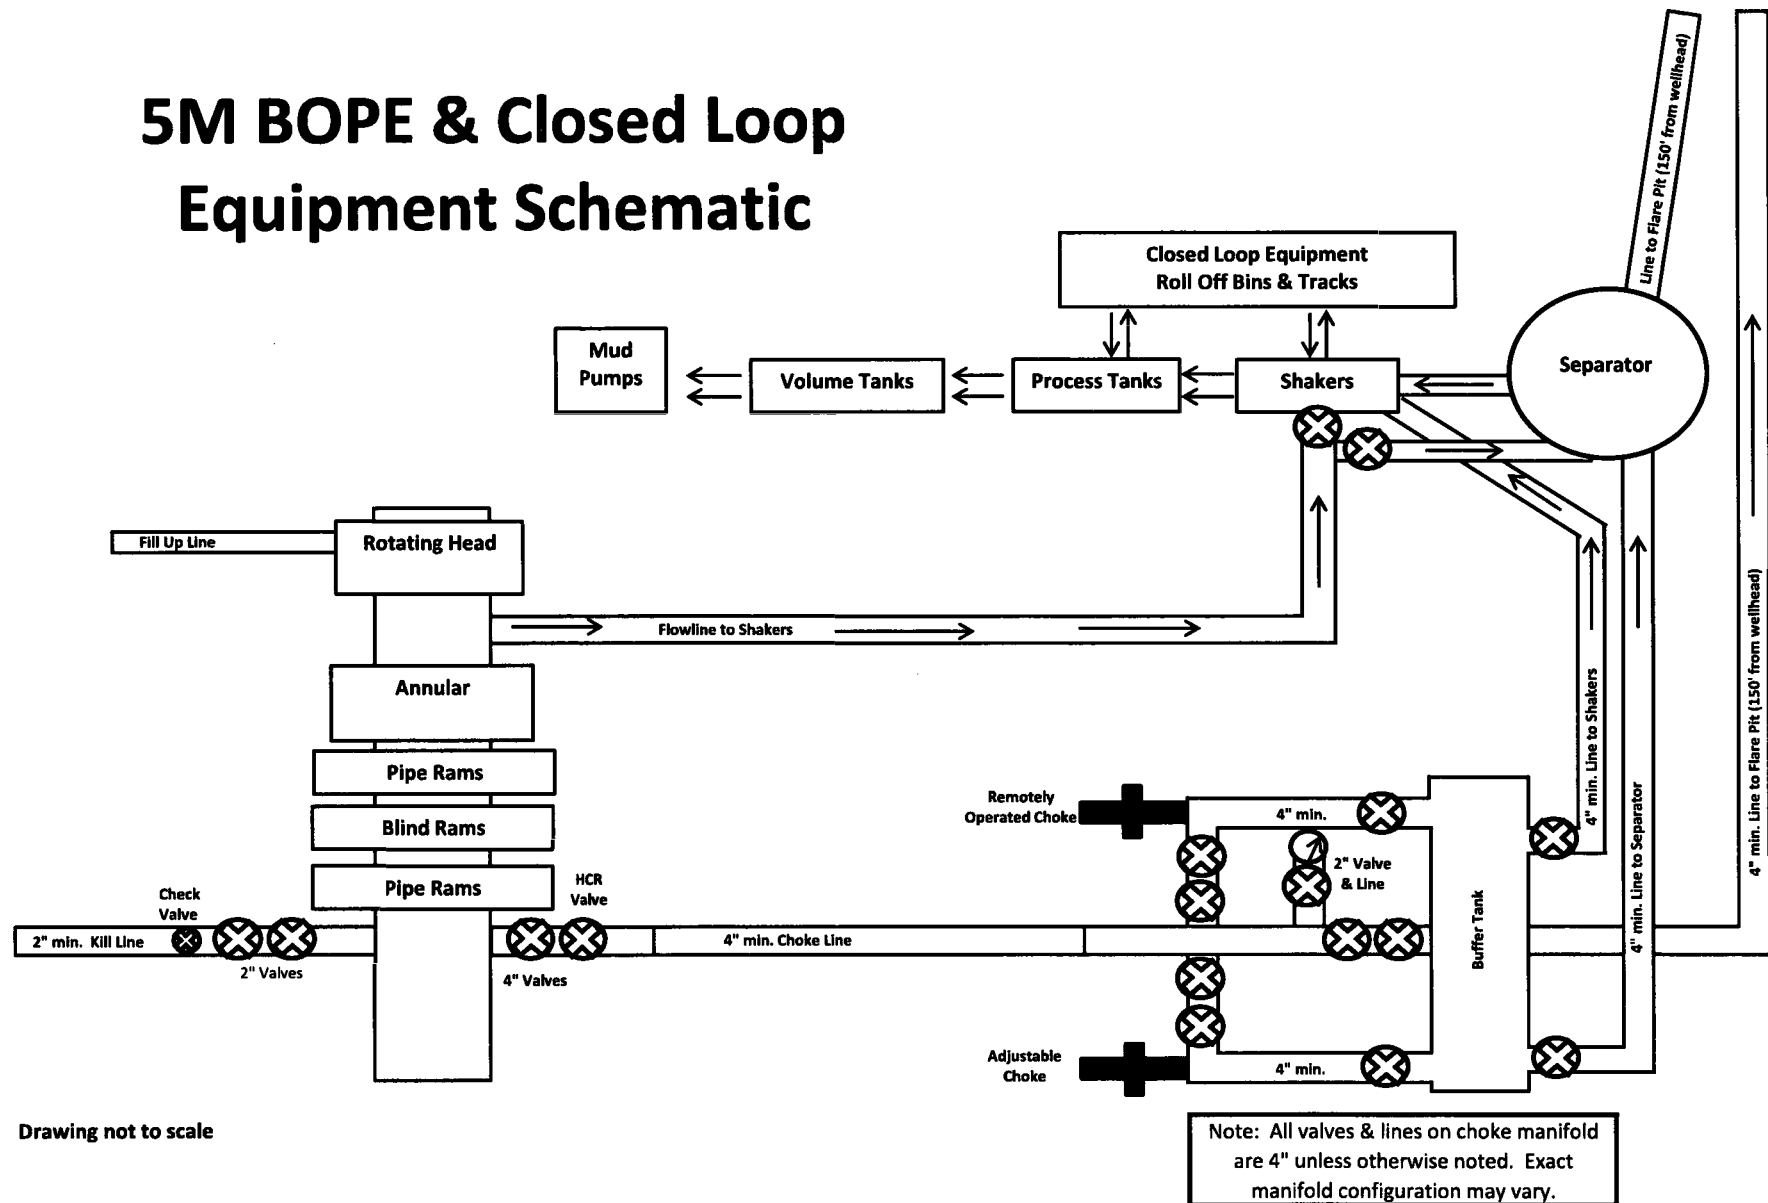 5M BOPE & Closed Loop
Equipment Schematic
Line to Flare Pit (150' from wellhead)
Closed Loop Equipment
Roll Off Bins & Tracks
Mud
Pumps
Volume Tanks
Process Tanks
Shakers
Separator
Fill Up Line
Rotating Head
Flowline to Shakers
Annular
Pipe Rams
Blind Rams
Pipe Rams
Check
Valve
HCR
Valve
2" min. Kill Line
2" Valves
4" Valves
4" min. Choke Line
Remotely
Operated Choke
4" min.
2" Valve
& Line
Buffer Tank
4" min. Line to Shakers
4" min. Line to Separator
4" min. Line to Flare Pit (150' from wellhead)
Adjustable
Choke
4" min.
Drawing not to scale
Note: All valves & lines on choke manifold
are 4" unless otherwise noted. Exact
manifold configuration may vary.